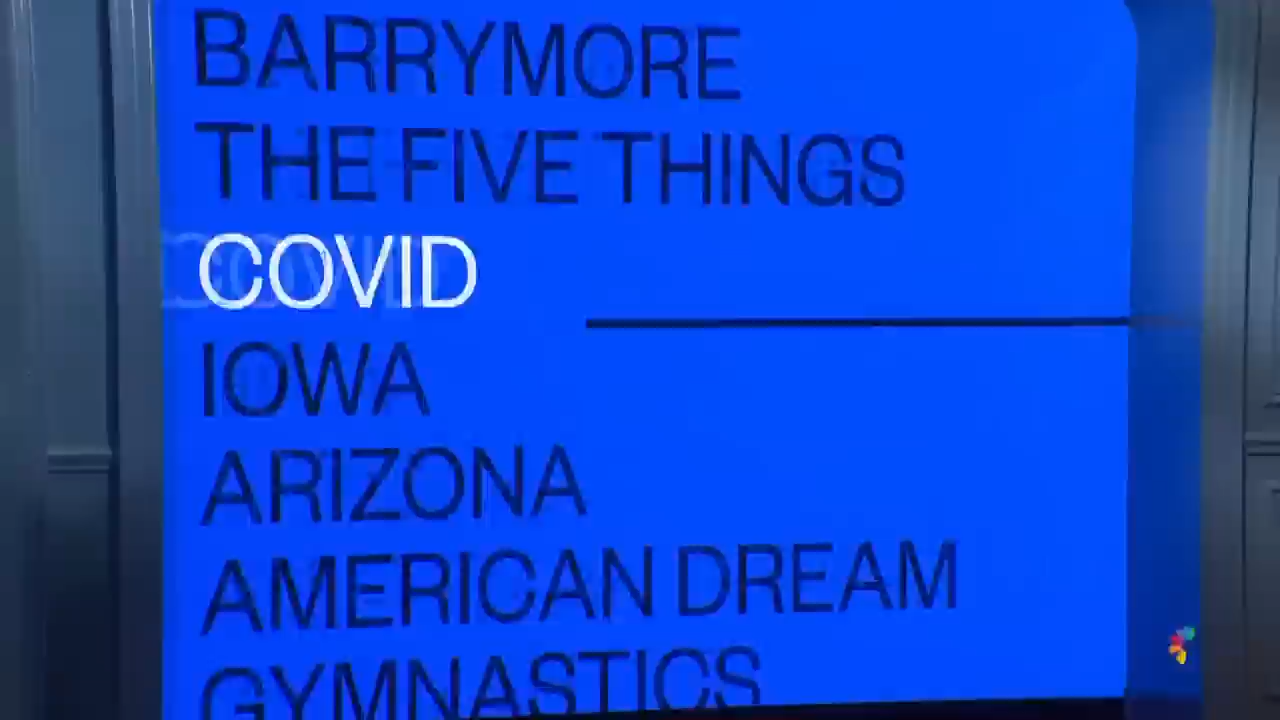 BARRYMORE
THE FIVE THINGS
COVID
IOWA
ARIZONA
AMERICAN DREAM
GYMNASTICS